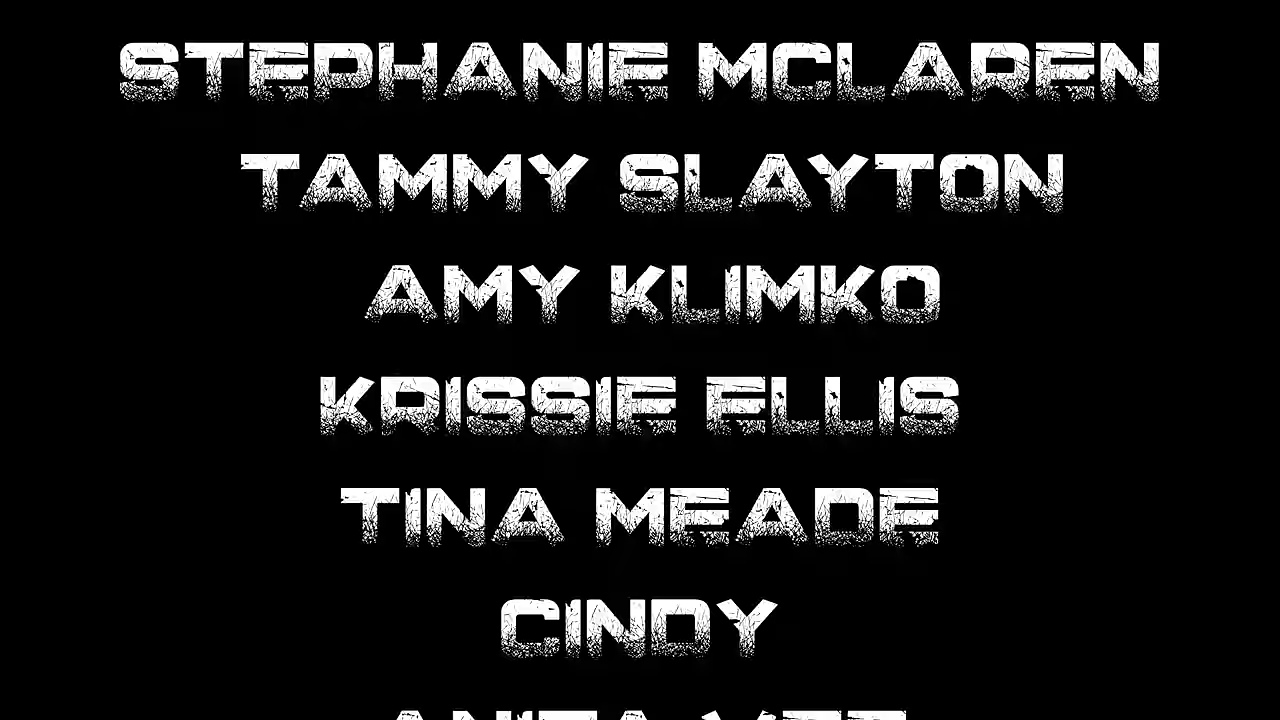 STEPHANIE MCLAREN
TAMMY SLAYTON
AMY KLIMKO
KRISSIE ELLIS
TINA MEADE
CINDY